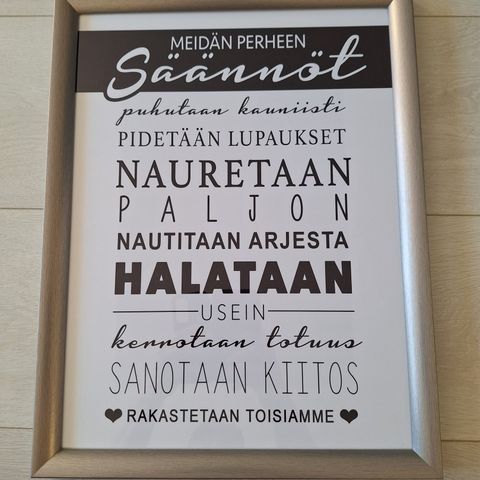 MEIDÄN PERHEEN
Säännöt
puhutaan kauniisti
PIDETÄÄN LUPAUKSET
NAURETAAN
PALJON
NAUTITAAN ARJESTA
HALATAAN
USEIN
kerrotaan totuus
SANOTAAN KIITOS
RAKASTETAAN TOISIAMME